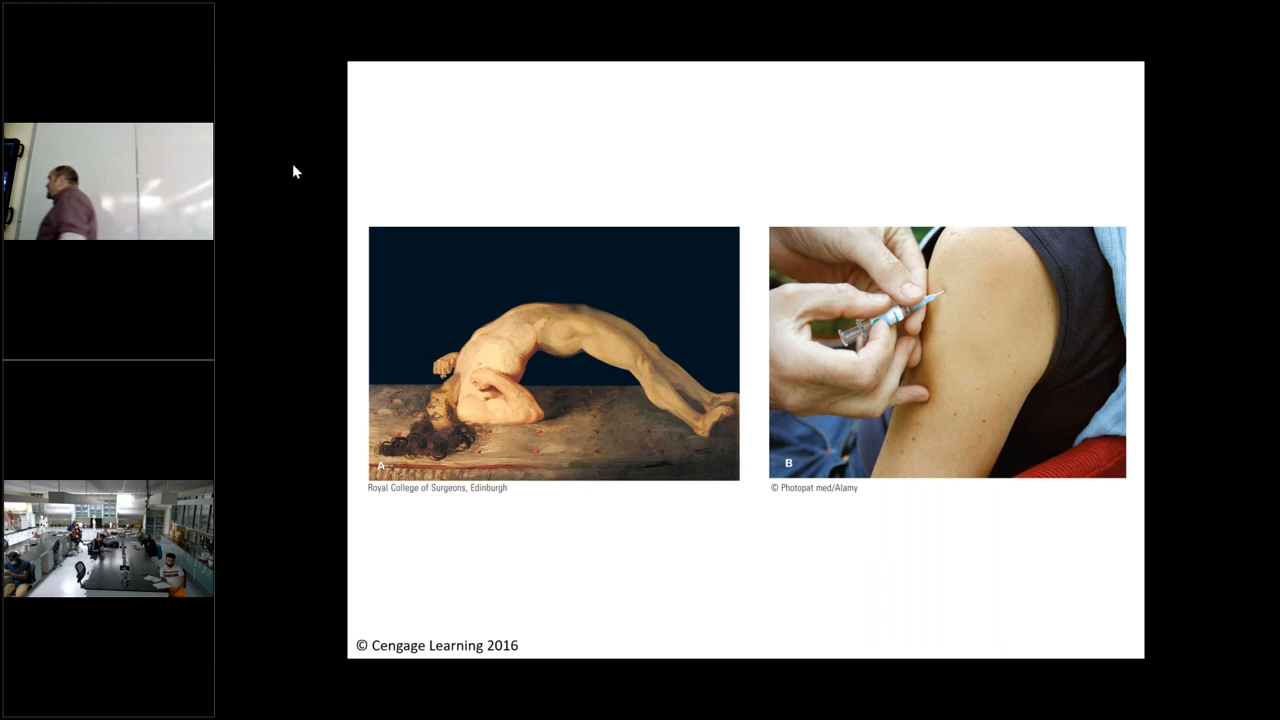 A
Royal College of Surgeons, Edinburgh
B
© Photopat med/Alamy
© Cengage Learning 2016